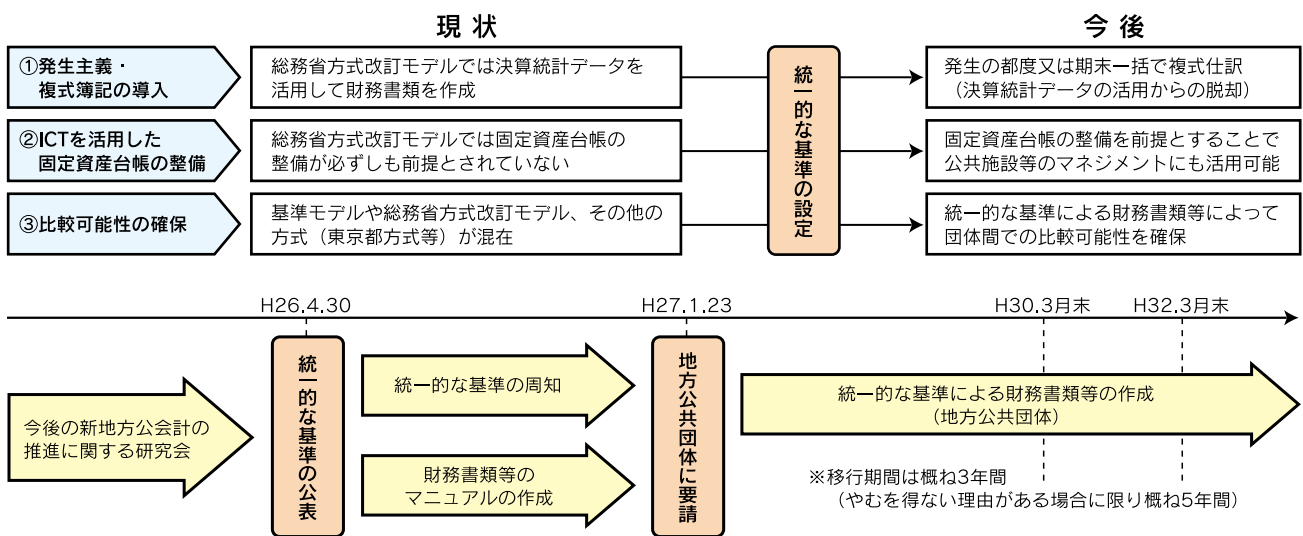 現状
今後
①発生主義・
複式簿記の導入
総務省方式改訂モデルでは決算統計データを
活用して財務書類を作成
統一的な基準の設定
発生の都度又は期末一括で複式仕訳
（決算統計データの活用からの脱却）
②ICTを活用した
固定資産台帳の整備
総務省方式改訂モデルでは固定資産台帳の
整備が必ずしも前提とされていない
固定資産台帳の整備を前提とすることで
公共施設等のマネジメントにも活用可能
③比較可能性の確保
基準モデルや総務省方式改訂モデル、その他の
方式（東京都方式等）が混在
統一的な基準による財務書類等によって
団体間での比較可能性を確保
H26.4.30
H27.1.23
H30.3月末
H32.3月末
今後の新地方公会計の
推進に関する研究会
統一的な基準の公表
統一的な基準の周知
財務書類等の
マニュアルの作成
地方公共団体に要請
統一的な基準による財務書類等の作成
（地方公共団体）
※移行期間は概ね3年間
（やむを得ない理由がある場合に限り概ね5年間）